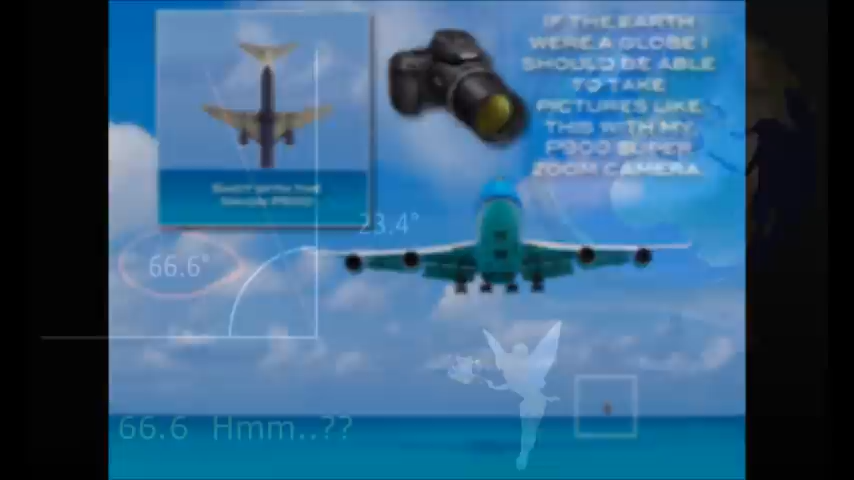 IF THE EARTH
WERE A GLOBE I
SHOULD BE ABLE
TO TAKE
PICTURES LIKE
THIS WITH MY
P900 SUPER
ZOOM CAMERA
23.4°
66.6°
66.6 Hmm..??